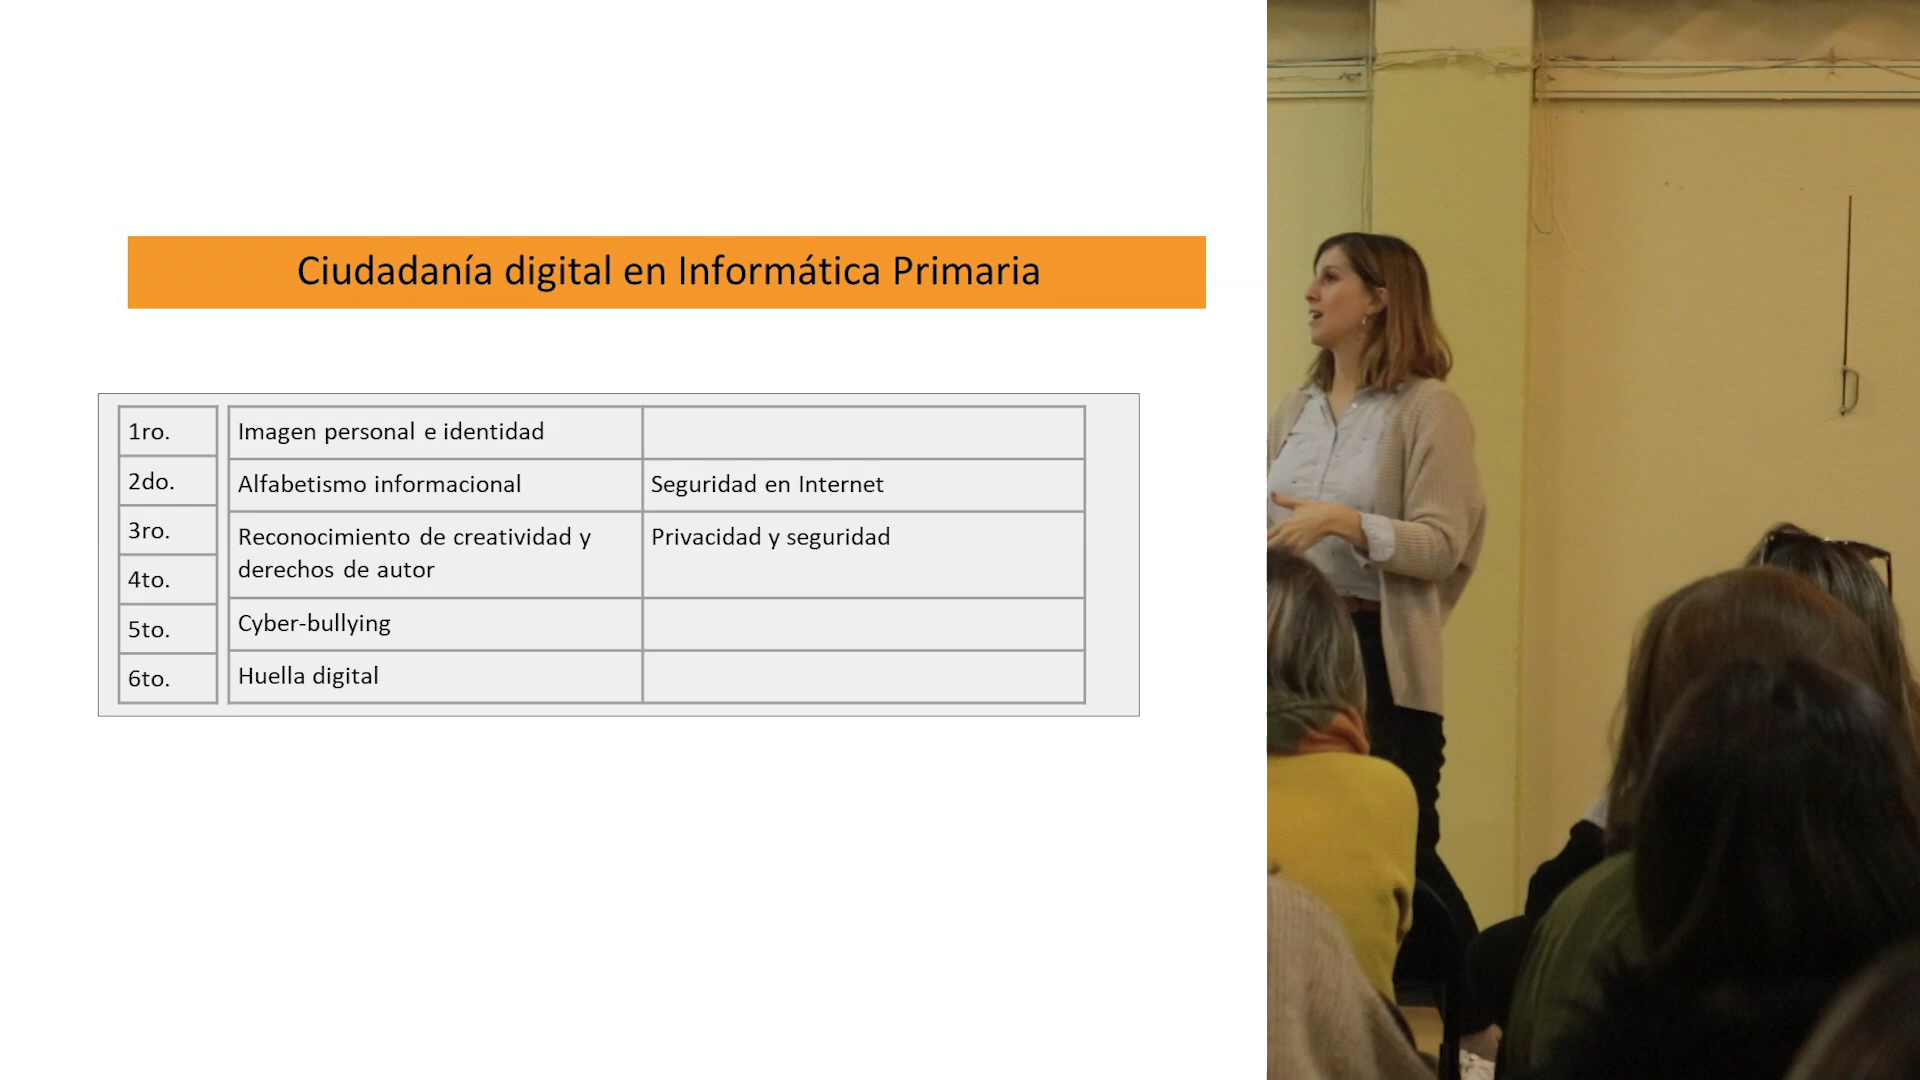 Ciudadanía digital en Informática Primaria
1ro.
2do.
3ro.
4to.
5to.
6to.
Imagen personal e identidad
Alfabetismo informacional Seguridad en Internet
Reconocimiento de creatividad y Privacidad y seguridad
derechos de autor
Cyber-bullying
Huella digital